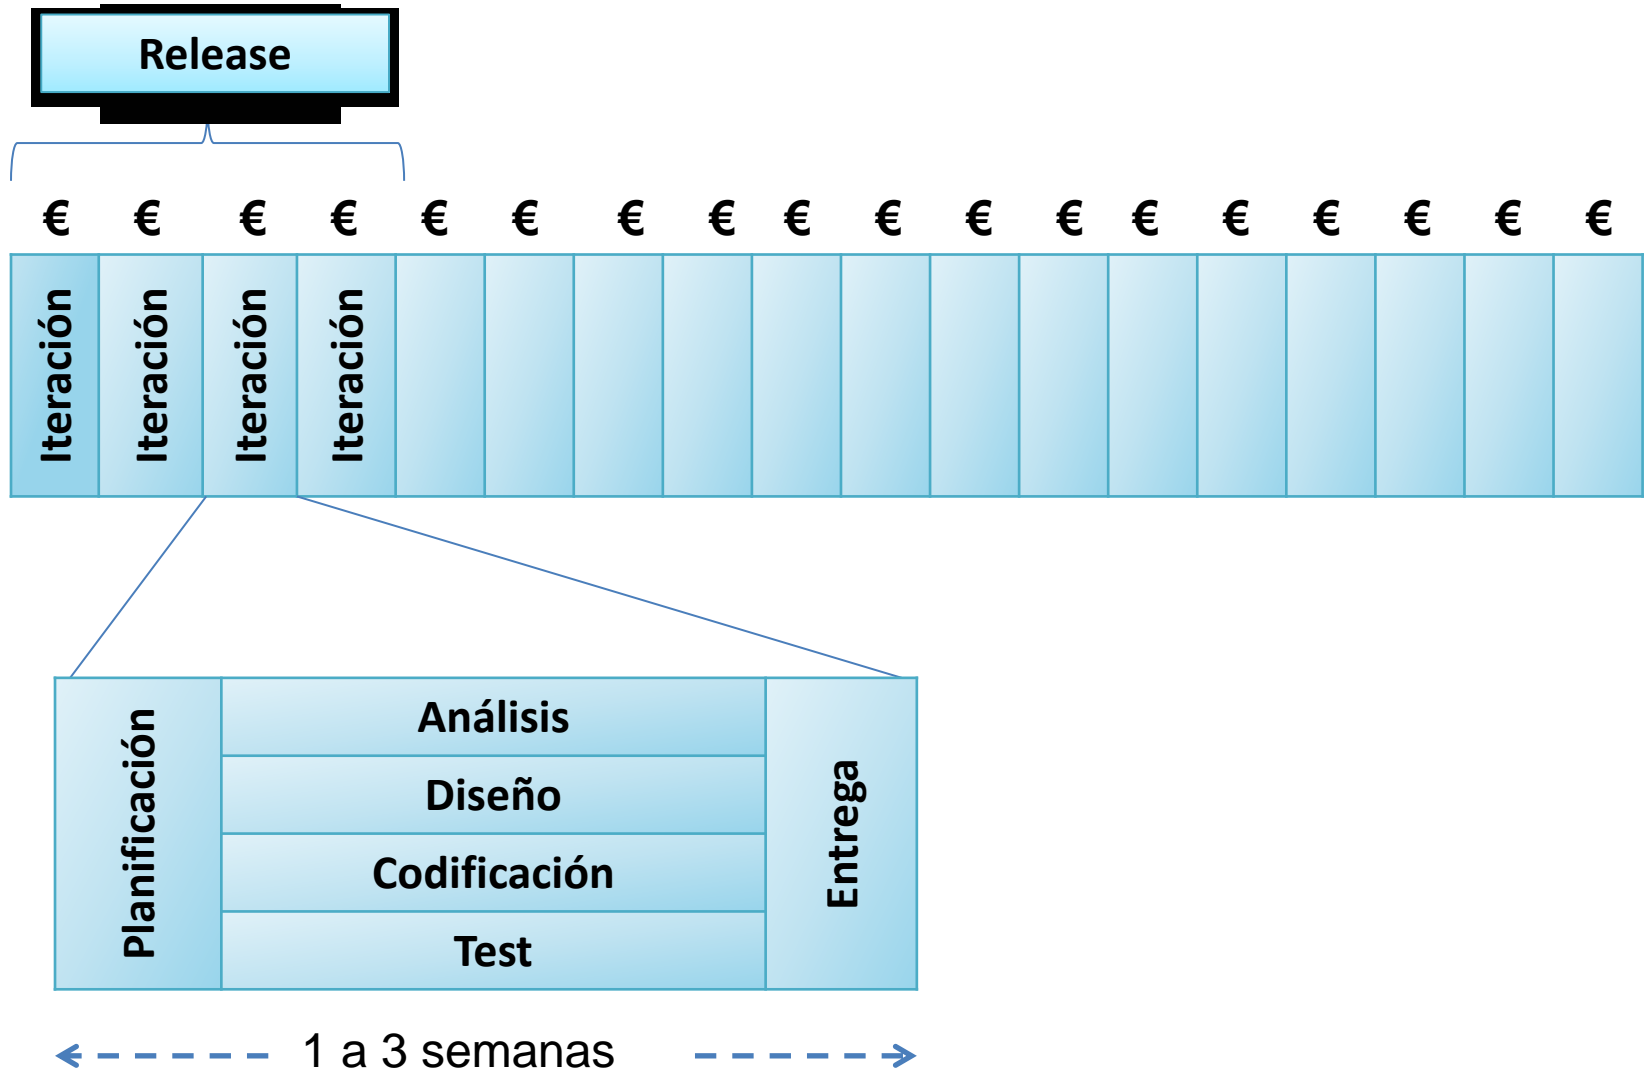 Release
€ € € € € € € € € € € € € € € € € €
Iteración
Iteración
Iteración
Iteración
Planificación
Análisis
Diseño
Codificación
Test
Entrega
1 a 3 semanas